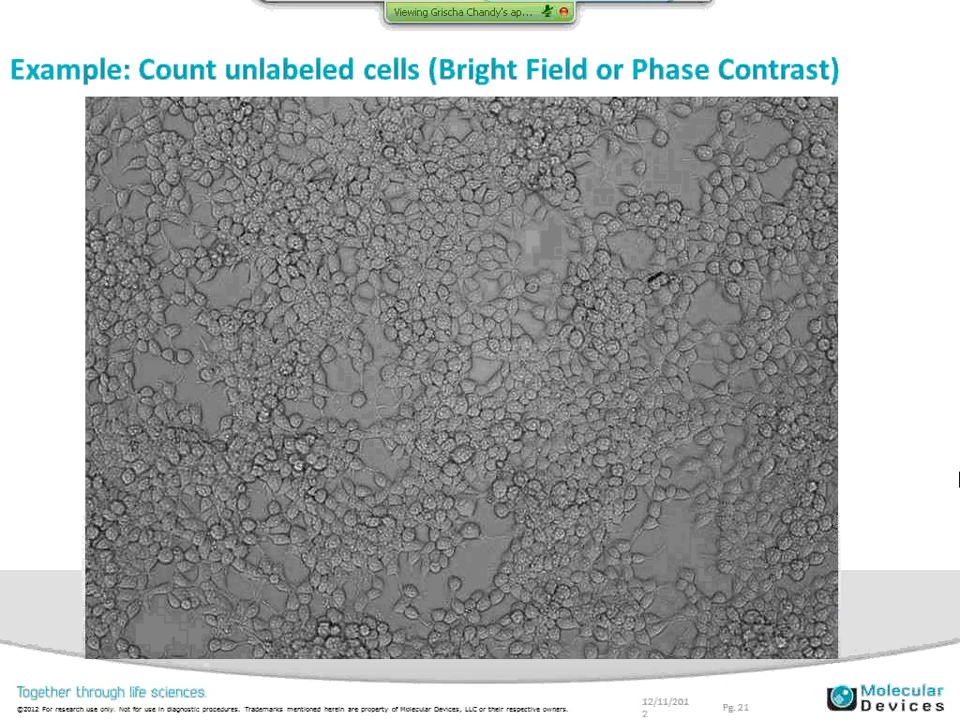 Viewing Grischa Chandy's ap...
Example: Count unlabeled cells (Bright Field or Phase Contrast)
Together through life sciences.
©2012 For research use only. Not for use in diagnostic procedures. Trademarks mentioned herein are property of Molecular Devices, LLC or their respective owners.
12/11/201
2
Pg. 21
Molecular
Devices